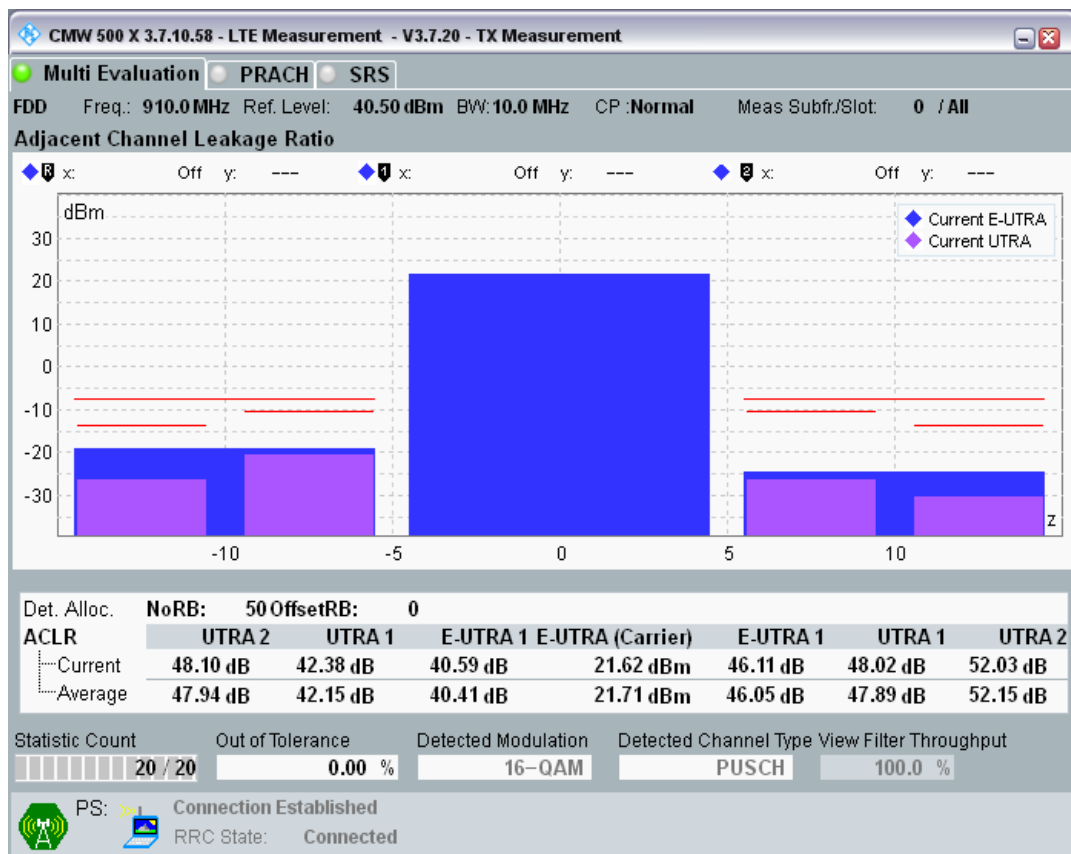 CMW 500 X 3.7.10.58 - LTE Measurement - V3.7.20 - TX Measurement
Multi Evaluation PRACH SRS
FDD Freq.: 910.0 MHz Ref. Level: 40.50 dBm BW: 10.0 MHz CP :Normal Meas Subfr./Slot: 0 / All
Adjacent Channel Leakage Ratio
R x: Off y: --- 1 x: Off y: --- 2 x: Off y: ---
dBm
Current E-UTRA
Current UTRA
30
20
10
0
-10
-20
-30
z
-10 -5 0 5 10
Det. Alloc. NoRB: 50 OffsetRB: 0
ACLR UTRA 2 UTRA 1 E-UTRA 1 E-UTRA (Carrier) E-UTRA 1 UTRA 1 UTRA 2
Current 48.10 dB 42.38 dB 40.59 dB 21.62 dBm 46.11 dB 48.02 dB 52.03 dB
Average 47.94 dB 42.15 dB 40.41 dB 21.71 dBm 46.05 dB 47.89 dB 52.15 dB
Statistic Count Out of Tolerance Detected Modulation Detected Channel Type View Filter Throughput
20 / 20 0.00 % 16-QAM PUSCH 100.0 %
PS: Connection Established
RRC State: Connected